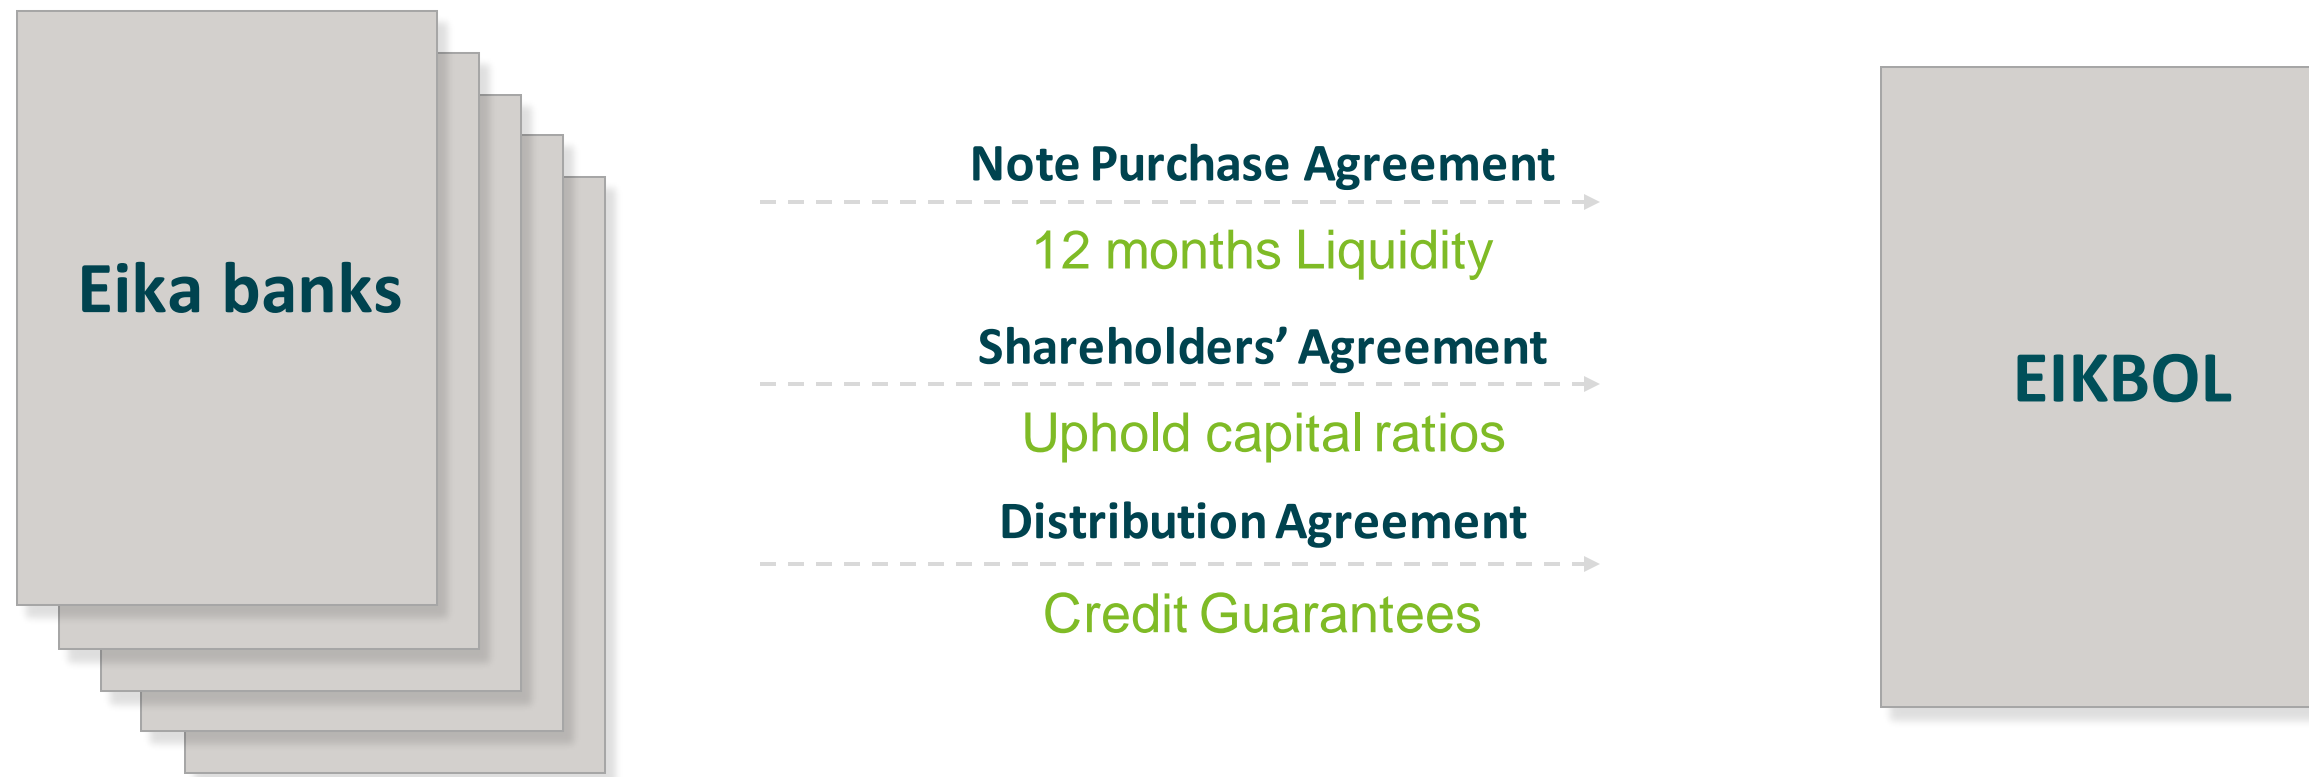 Eika banks
Note Purchase Agreement
12 months Liquidity
Shareholders’ Agreement
Uphold capital ratios
Distribution Agreement
Credit Guarantees
EIKBOL